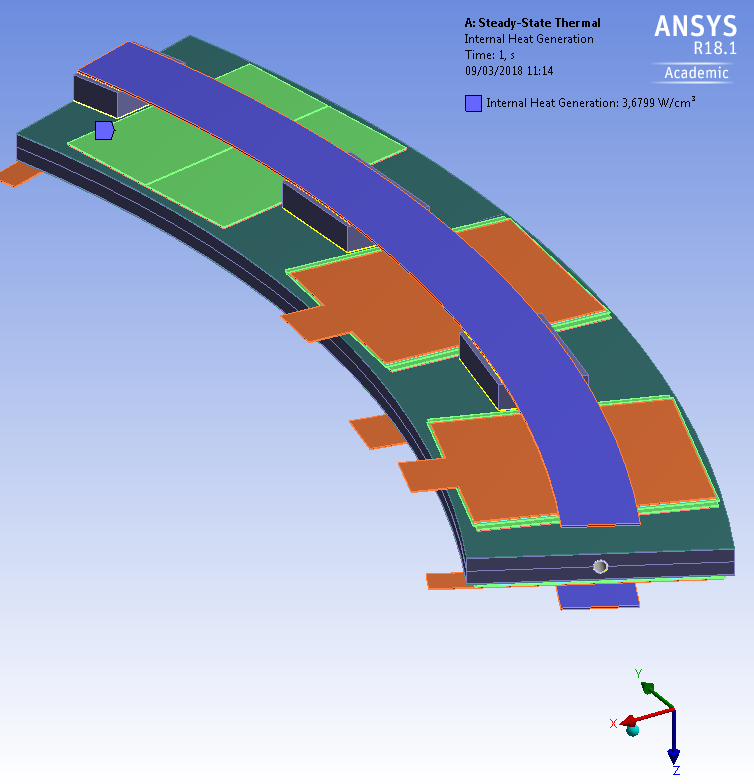 A: Steady-State Thermal
Internal Heat Generation
Time: 1, s
09/03/2018 11:14
Internal Heat Generation: 3,6799 W/cm³
ANSYS
R18.1
Academic
Y
X
Z